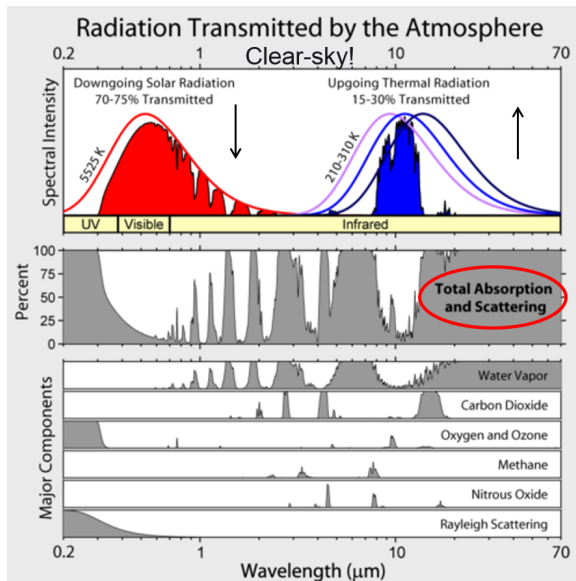 Radiation Transmitted by the Atmosphere
0.2 1 10 70
Clear-sky!
Downgoing Solar Radiation
70-75% Transmitted
Upgoing Thermal Radiation
15-30% Transmitted
Spectral Intensity
5525 K
210-310 K
UV Visible Infrared
Percent
100
75
50
25
0
Total Absorption
and Scattering
Major Components
Water Vapor
Carbon Dioxide
Oxygen and Ozone
Methane
Nitrous Oxide
Rayleigh Scattering
0.2 1 10 70
Wavelength (μm)